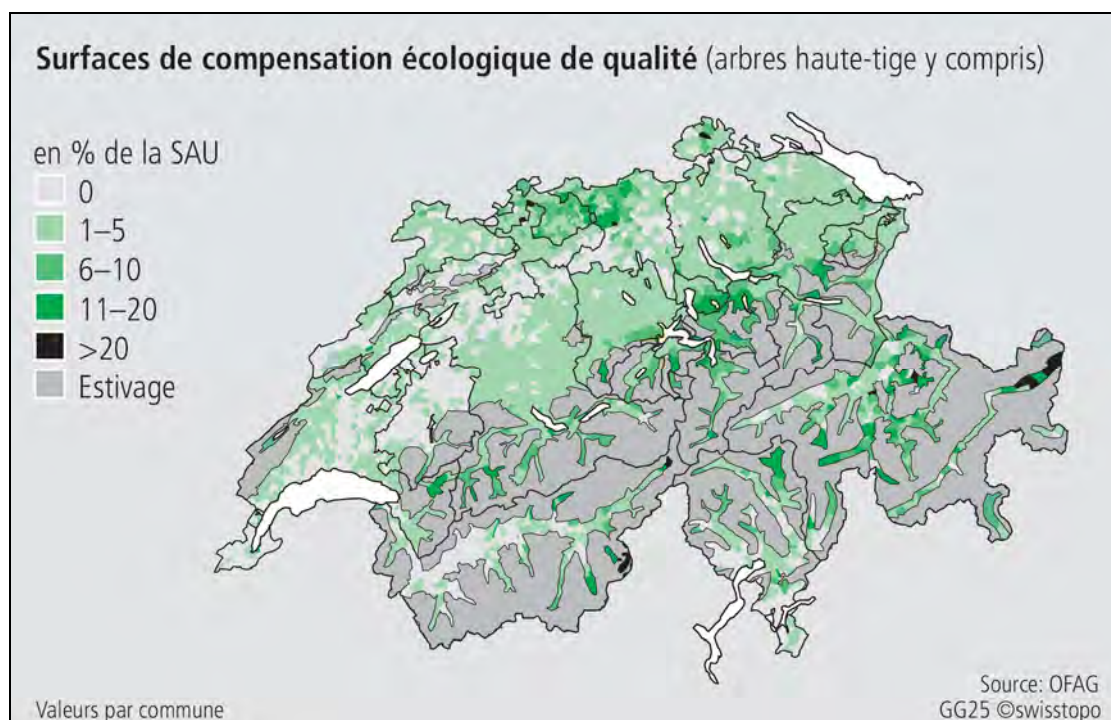 Surfaces de compensation écologique de qualité (arbres haute-tige y compris)
en % de la SAU
0
1–5
6–10
11–20
>20
Estivage
Valeurs par commune
Source: OFAG
GG25 ©swisstopo